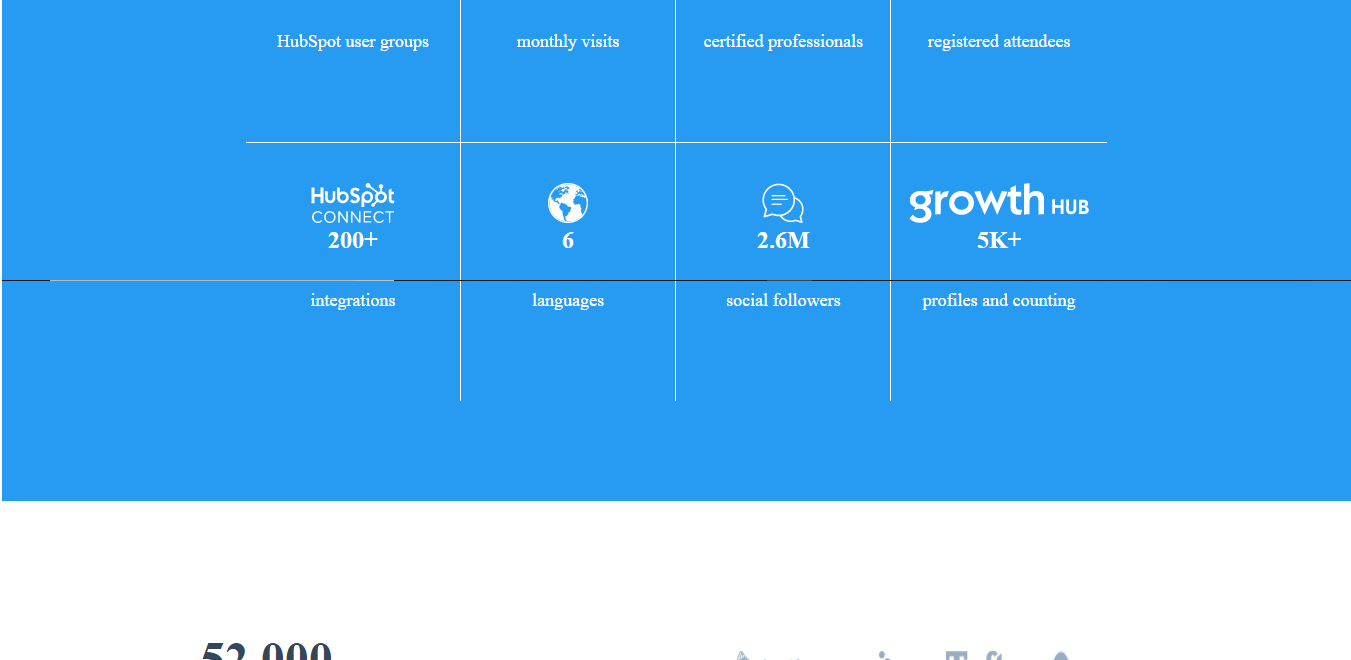 HubSpot user groups
monthly visits
certified professionals
registered attendees
HubSpot
CONNECT
200+
integrations
6
languages
2.6M
social followers
growth HUB
5K+
profiles and counting
52,000